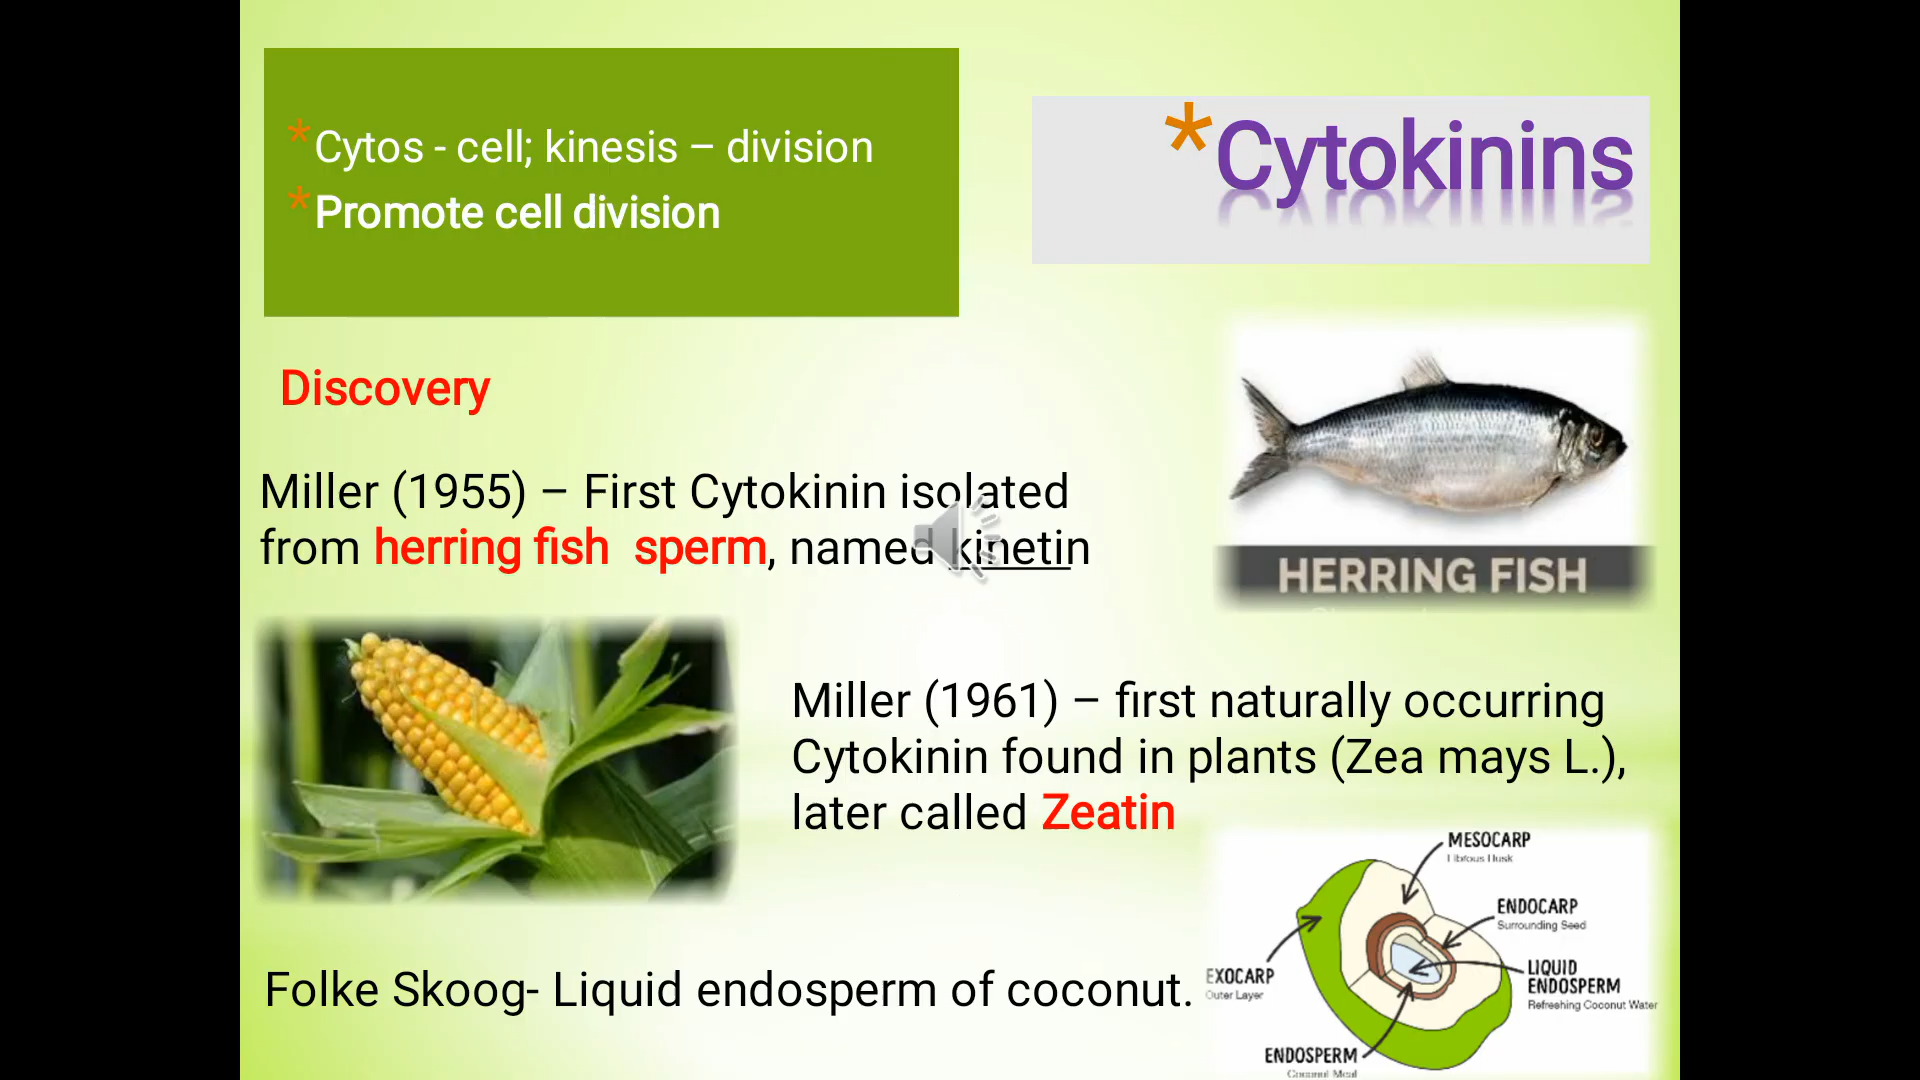 *Cytos - cell; kinesis – division
*Promote cell division
*Cytokinins
Discovery
Miller (1955) – First Cytokinin isolated
from herring fish sperm, named kinetin
HERRING FISH
Miller (1961) – first naturally occurring
Cytokinin found in plants (Zea mays L.),
later called Zeatin
MESOCARP
Fibrous Husk
ENDOCARP
Surrounding Seed
LIQUID
ENDOSPERM
Refreshing Coconut Water
EXOCARP
Outer Layer
ENDOSPERM
Coconut Meat
Folke Skoog- Liquid endosperm of coconut.